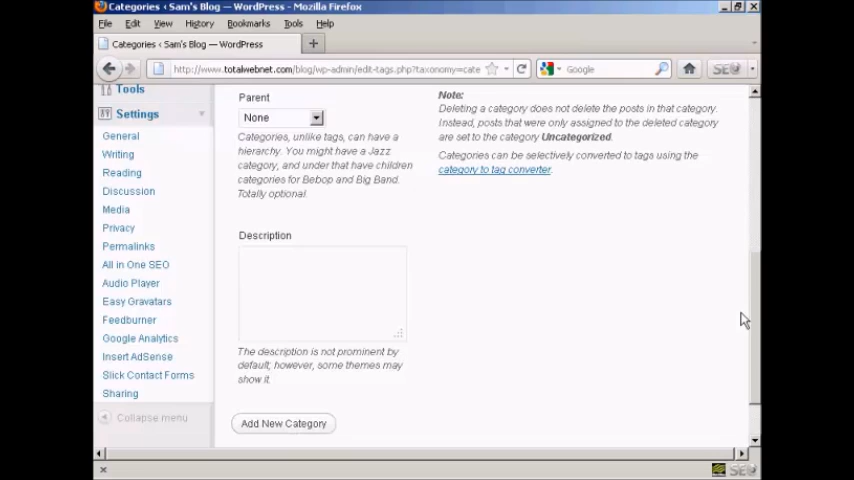 Categories ‹ Sam's Blog — WordPress - Mozilla Firefox
File Edit View History Bookmarks Tools Help
Categories ‹ Sam's Blog — WordPress
http://www.totalwebnet.com/blog/wp-admin/edit-tags.php?taxonomy=cate
Google
SEO
Tools
Settings
General
Writing
Reading
Discussion
Media
Privacy
Permalinks
All in One SEO
Audio Player
Easy Gravatars
Feedburner
Google Analytics
Insert AdSense
Slick Contact Forms
Sharing
Collapse menu
Parent
None
Categories, unlike tags, can have a
hierarchy. You might have a Jazz
category, and under that have children
categories for Bebop and Big Band.
Totally optional.
Description
The description is not prominent by
default; however, some themes may
show it.
Add New Category
Note:
Deleting a category does not delete the posts in that category.
Instead, posts that were only assigned to the deleted category
are set to the category Uncategorized.
Categories can be selectively converted to tags using the
category to tag converter.
SEO